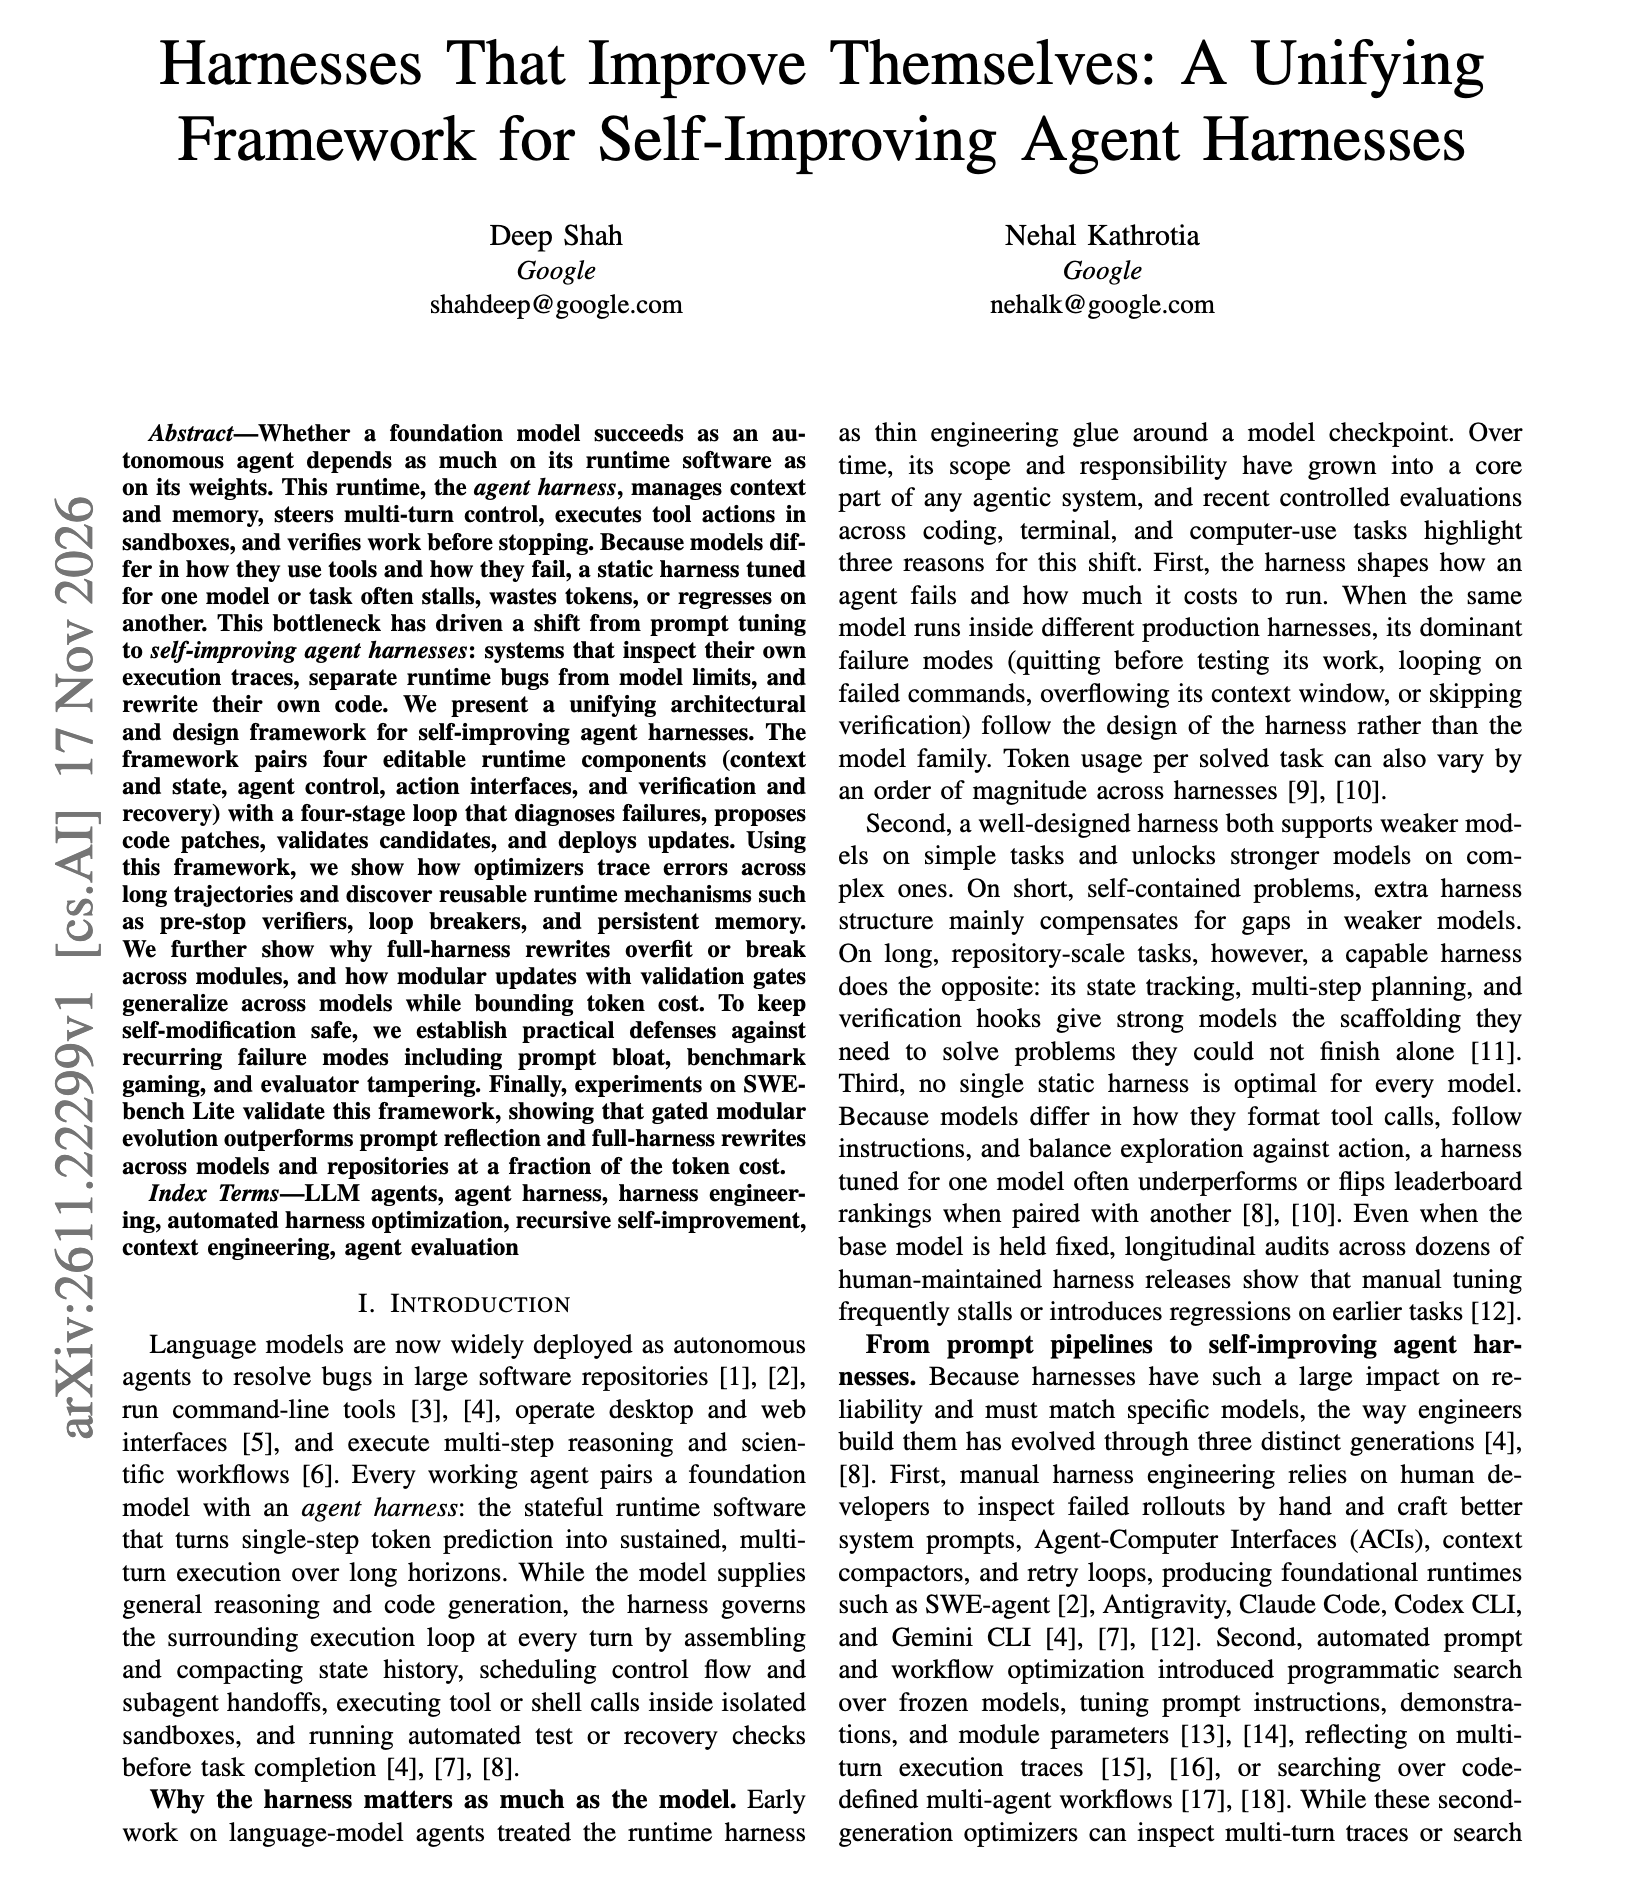 Harnesses That Improve Themselves: A Unifying
Framework for Self-Improving Agent Harnesses
Deep Shah
Google
shahdeep@google.com
Nehal Kathrotia
Google
nehalk@google.com
arXiv:2611.22299v1 [cs.AI] 17 Nov 2026
Abstract—Whether a foundation model succeeds as an au-
tonomous agent depends as much on its runtime software as
on its weights. This runtime, the agent harness, manages context
and memory, steers multi-turn control, executes tool actions in
sandboxes, and verifies work before stopping. Because models dif-
fer in how they use tools and how they fail, a static harness tuned
for one model or task often stalls, wastes tokens, or regresses on
another. This bottleneck has driven a shift from prompt tuning
to self-improving agent harnesses: systems that inspect their own
execution traces, separate runtime bugs from model limits, and
rewrite their own code. We present a unifying architectural
and design framework for self-improving agent harnesses. The
framework pairs four editable runtime components (context
and state, agent control, action interfaces, and verification and
recovery) with a four-stage loop that diagnoses failures, proposes
code patches, validates candidates, and deploys updates. Using
this framework, we show how optimizers trace errors across
long trajectories and discover reusable runtime mechanisms such
as pre-stop verifiers, loop breakers, and persistent memory.
We further show why full-harness rewrites overfit or break
across modules, and how modular updates with validation gates
generalize across models while bounding token cost. To keep
self-modification safe, we establish practical defenses against
recurring failure modes including prompt bloat, benchmark
gaming, and evaluator tampering. Finally, experiments on SWE-
bench Lite validate this framework, showing that gated modular
evolution outperforms prompt reflection and full-harness rewrites
across models and repositories at a fraction of the token cost.
Index Terms—LLM agents, agent harness, harness engineer-
ing, automated harness optimization, recursive self-improvement,
context engineering, agent evaluation
I. INTRODUCTION
Language models are now widely deployed as autonomous
agents to resolve bugs in large software repositories [1], [2],
run command-line tools [3], [4], operate desktop and web
interfaces [5], and execute multi-step reasoning and scien-
tific workflows [6]. Every working agent pairs a foundation
model with an agent harness: the stateful runtime software
that turns single-step token prediction into sustained, multi-
turn execution over long horizons. While the model supplies
general reasoning and code generation, the harness governs
the surrounding execution loop at every turn by assembling
and compacting state history, scheduling control flow and
subagent handoffs, executing tool or shell calls inside isolated
sandboxes, and running automated test or recovery checks
before task completion [4], [7], [8].
Why the harness matters as much as the model. Early
work on language-model agents treated the runtime harness
as thin engineering glue around a model checkpoint. Over
time, its scope and responsibility have grown into a core
part of any agentic system, and recent controlled evaluations
across coding, terminal, and computer-use tasks highlight
three reasons for this shift. First, the harness shapes how an
agent fails and how much it costs to run. When the same
model runs inside different production harnesses, its dominant
failure modes (quitting before testing its work, looping on
failed commands, overflowing its context window, or skipping
verification) follow the design of the harness rather than the
model family. Token usage per solved task can also vary by
an order of magnitude across harnesses [9], [10].
Second, a well-designed harness both supports weaker mod-
els on simple tasks and unlocks stronger models on com-
plex ones. On short, self-contained problems, extra harness
structure mainly compensates for gaps in weaker models.
On long, repository-scale tasks, however, a capable harness
does the opposite: its state tracking, multi-step planning, and
verification hooks give strong models the scaffolding they
need to solve problems they could not finish alone [11].
Third, no single static harness is optimal for every model.
Because models differ in how they format tool calls, follow
instructions, and balance exploration against action, a harness
tuned for one model often underperforms or flips leaderboard
rankings when paired with another [8], [10]. Even when the
base model is held fixed, longitudinal audits across dozens of
human-maintained harness releases show that manual tuning
frequently stalls or introduces regressions on earlier tasks [12].
From prompt pipelines to self-improving agent har-
nesses. Because harnesses have such a large impact on re-
liability and must match specific models, the way engineers
build them has evolved through three distinct generations [4],
[8]. First, manual harness engineering relies on human de-
velopers to inspect failed rollouts by hand and craft better
system prompts, Agent-Computer Interfaces (ACIs), context
compactors, and retry loops, producing foundational runtimes
such as SWE-agent [2], Antigravity, Claude Code, Codex CLI,
and Gemini CLI [4], [7], [12]. Second, automated prompt
and workflow optimization introduced programmatic search
over frozen models, tuning prompt instructions, demonstra-
tions, and module parameters [13], [14], reflecting on multi-
turn execution traces [15], [16], or searching over code-
defined multi-agent workflows [17], [18]. While these second-
generation optimizers can inspect multi-turn traces or search